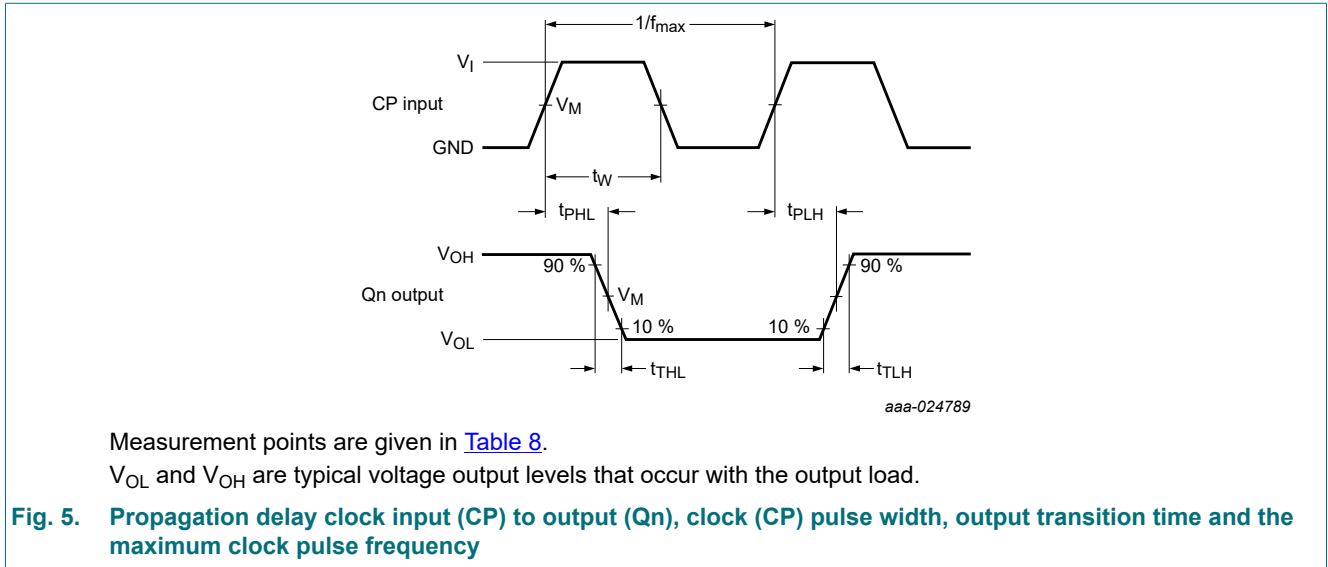 1/fmax
VI
CP input
VM
GND
tW
tPHL
tPLH
VOH
90 %
90 %
Qn output
VM
10 %
10 %
VOL
tTHL
tTLH
aaa-024789
Measurement points are given in Table 8.
VOL and VOH are typical voltage output levels that occur with the output load.
Fig. 5. Propagation delay clock input (CP) to output (Qn), clock (CP) pulse width, output transition time and the
maximum clock pulse frequency